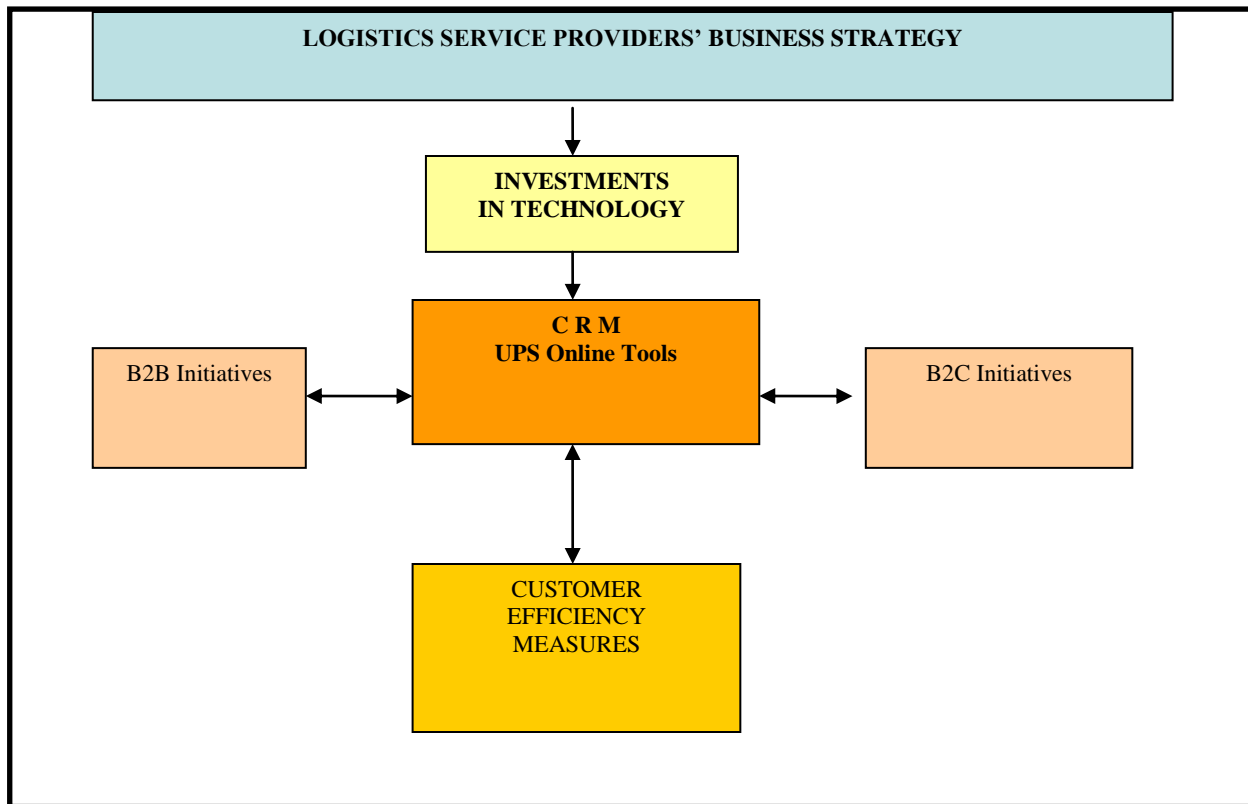 LOGISTICS SERVICE PROVIDERS’ BUSINESS STRATEGY
INVESTMENTS
IN TECHNOLOGY
C R M
UPS Online Tools
B2B Initiatives
B2C Initiatives
CUSTOMER
EFFICIENCY
MEASURES